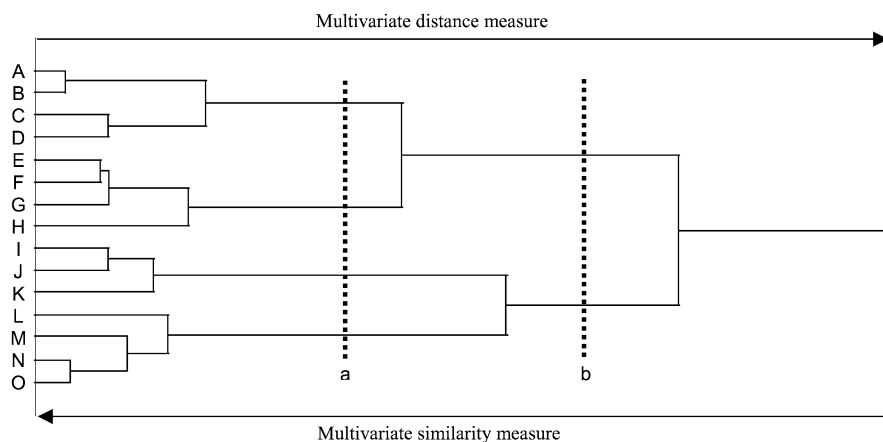 Multivariate distance measure
A
B
C
D
E
F
G
H
I
J
K
L
M
N
O
a b
Multivariate similarity measure